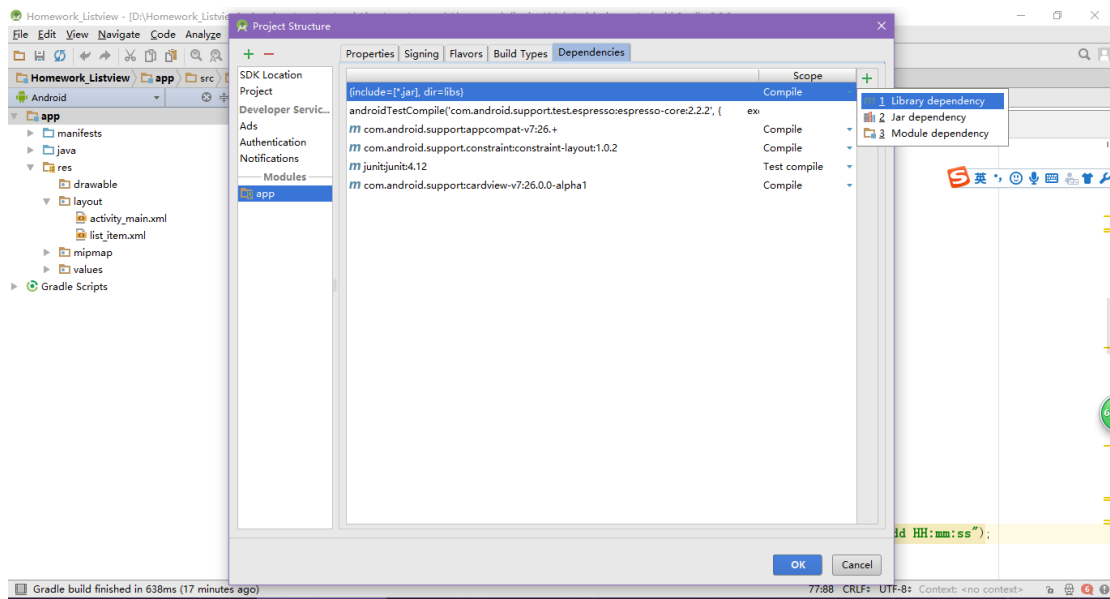 Homework_Listview - [D:\Homework_Listvie
File Edit View Navigate Code Analyze
Homework_Listview app src
Android
app
manifests
java
res
drawable
layout
activity_main.xml
list_item.xml
mipmap
values
Gradle Scripts
Project Structure
SDK Location
Project
Developer Servic...
Ads
Authentication
Notifications
Modules
app
Properties Signing Flavors Build Types Dependencies
Scope
{include=[*.jar], dir=libs} Compile
androidTestCompile('com.android.support.test.espresso:espresso-core:2.2.2', { exc
m com.android.support:appcompat-v7:26.+ Compile
m com.android.support.constraint:constraint-layout:1.0.2 Compile
m junit:junit:4.12 Test compile
m com.android.support:cardview-v7:26.0.0-alpha1 Compile
m 1 Library dependency
2 Jar dependency
3 Module dependency
S 英
6
dd HH:mm:ss");
OK Cancel
Gradle build finished in 638ms (17 minutes ago) 77:88 CRLF÷ UTF-8÷ Context: <no context>